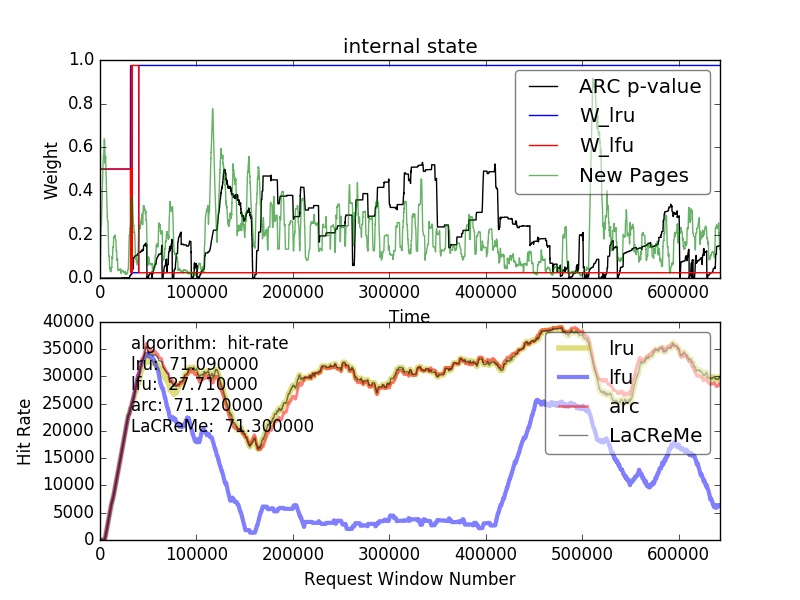 internal state
1.0
0.8
0.6
0.4
0.2
0.0
Weight
ARC p-value
W_lru
W_lfu
New Pages
0 100000 200000 300000 400000 500000 600000
Time
40000
35000
30000
25000
20000
15000
10000
5000
0
Hit Rate
algorithm: hit-rate
lru: 71.090000
lfu: 27.710000
arc: 71.120000
LaCReMe: 71.300000
lru
lfu
arc
LaCReMe
0 100000 200000 300000 400000 500000 600000
Request Window Number